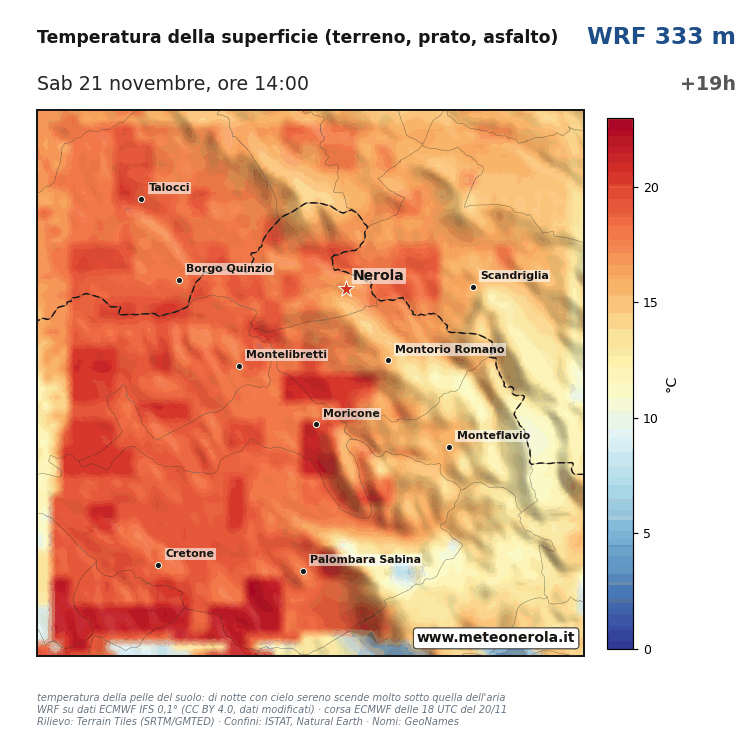 Temperatura della superficie (terreno, prato, asfalto)
WRF 333 m
Sab 21 novembre, ore 14:00
+19h
Talocci
Borgo Quinzio
Nerola
Scandriglia
Montelibretti
Montorio Romano
Moricone
Monteflavio
Cretone
Palombara Sabina
www.meteonerola.it
20
15
10
5
0
°C
temperatura della pelle del suolo: di notte con cielo sereno scende molto sotto quella dell'aria
WRF su dati ECMWF IFS 0,1° (CC BY 4.0, dati modificati) · corsa ECMWF delle 18 UTC del 20/11
Rilievo: Terrain Tiles (SRTM/GMTED) · Confini: ISTAT, Natural Earth · Nomi: GeoNames